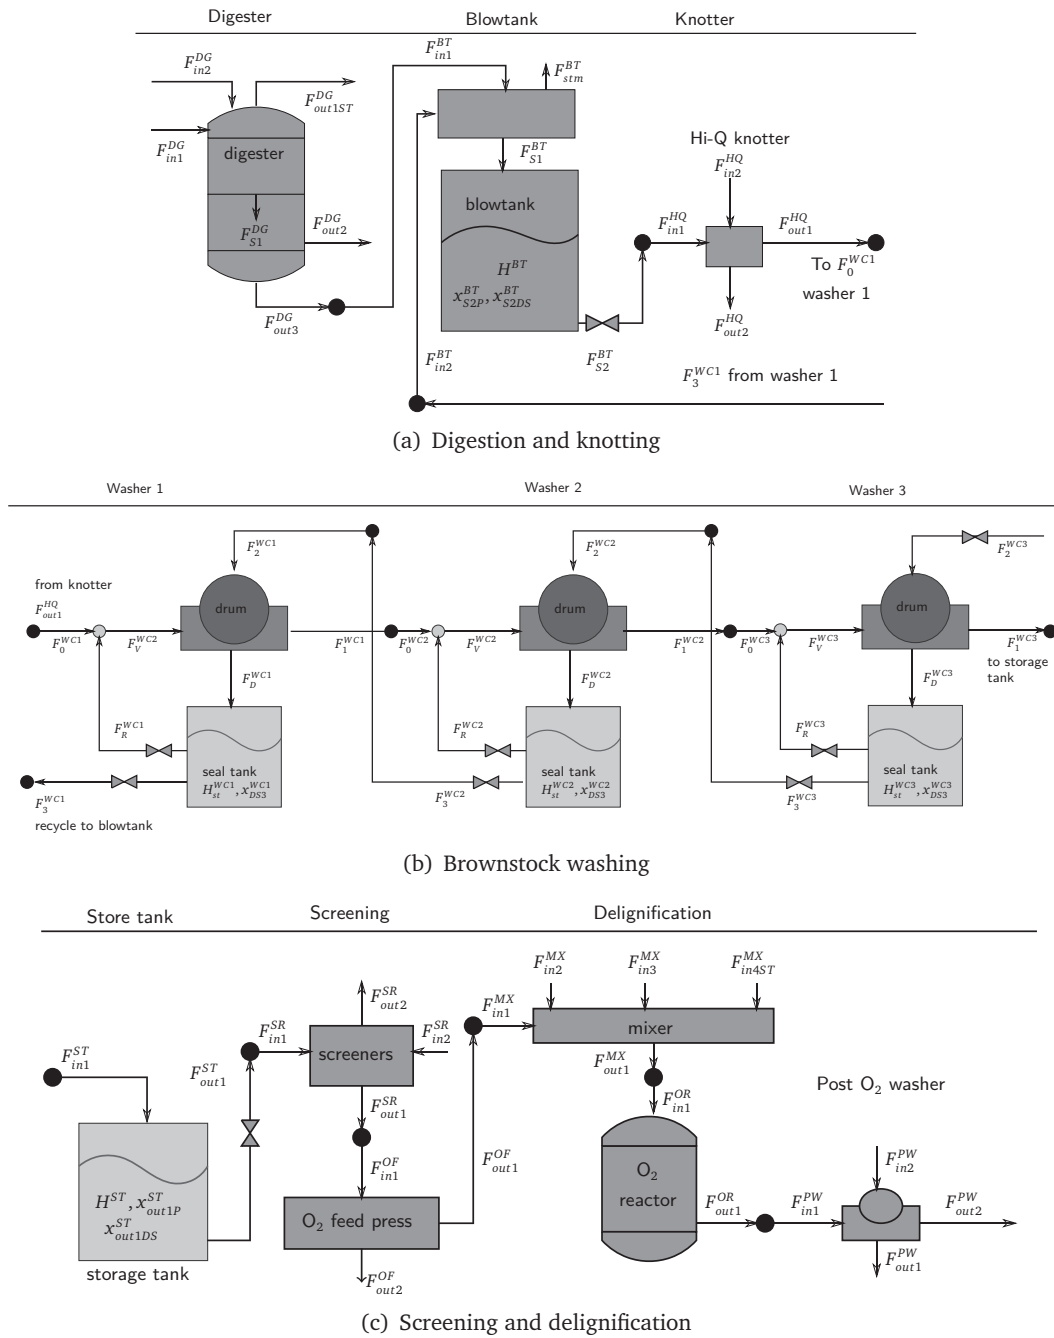 Digester Blowtank Knotter
F_{in2}^{DG}
F_{out1ST}^{DG}
F_{in1}^{DG}
digester
F_{S1}^{DG}
F_{out2}^{DG}
F_{out3}^{DG}
F_{in1}^{BT}
F_{stm}^{BT}
F_{S1}^{BT}
blowtank
H^{BT}
x_{S2P}^{BT}, x_{S2DS}^{BT}
F_{in2}^{BT}
F_{S2}^{BT}
Hi-Q knotter
F_{in2}^{HQ}
F_{in1}^{HQ}
F_{out1}^{HQ}
To F_0^{WC1}
washer 1
F_{out2}^{HQ}
F_3^{WC1} from washer 1
(a) Digestion and knotting
Washer 1 Washer 2 Washer 3
from knotter
F_{out1}^{HQ}
F_0^{WC1}
F_V^{WC2}
F_2^{WC1}
drum
F_1^{WC1}
F_D^{WC1}
F_R^{WC1}
seal tank
H_{st}^{WC1}, x_{DS3}^{WC1}
F_3^{WC1}
recycle to blowtank
F_0^{WC2}
F_V^{WC2}
F_2^{WC2}
drum
F_1^{WC2}
F_D^{WC2}
F_R^{WC2}
seal tank
H_{st}^{WC2}, x_{DS3}^{WC2}
F_3^{WC2}
F_0^{WC3}
F_V^{WC3}
F_2^{WC3}
drum
F_1^{WC3}
to storage
tank
F_D^{WC3}
F_R^{WC3}
seal tank
H_{st}^{WC3}, x_{DS3}^{WC3}
F_3^{WC3}
(b) Brownstock washing
Store tank Screening Delignification
F_{in1}^{ST}
H^{ST}, x_{out1P}^{ST}
x_{out1DS}^{ST}
storage tank
F_{out1}^{ST}
F_{in1}^{SR}
F_{out2}^{SR}
F_{in2}^{SR}
screeners
F_{out1}^{SR}
F_{in1}^{OF}
O_2 feed press
F_{out2}^{OF}
F_{out1}^{OF}
F_{in1}^{MX}
F_{in2}^{MX}
F_{in3}^{MX}
F_{in4ST}^{MX}
mixer
F_{out1}^{MX}
F_{in1}^{OR}
O_2
reactor
F_{out1}^{OR}
Post O_2 washer
F_{in1}^{PW}
F_{in2}^{PW}
F_{out2}^{PW}
F_{out1}^{PW}
(c) Screening and delignification